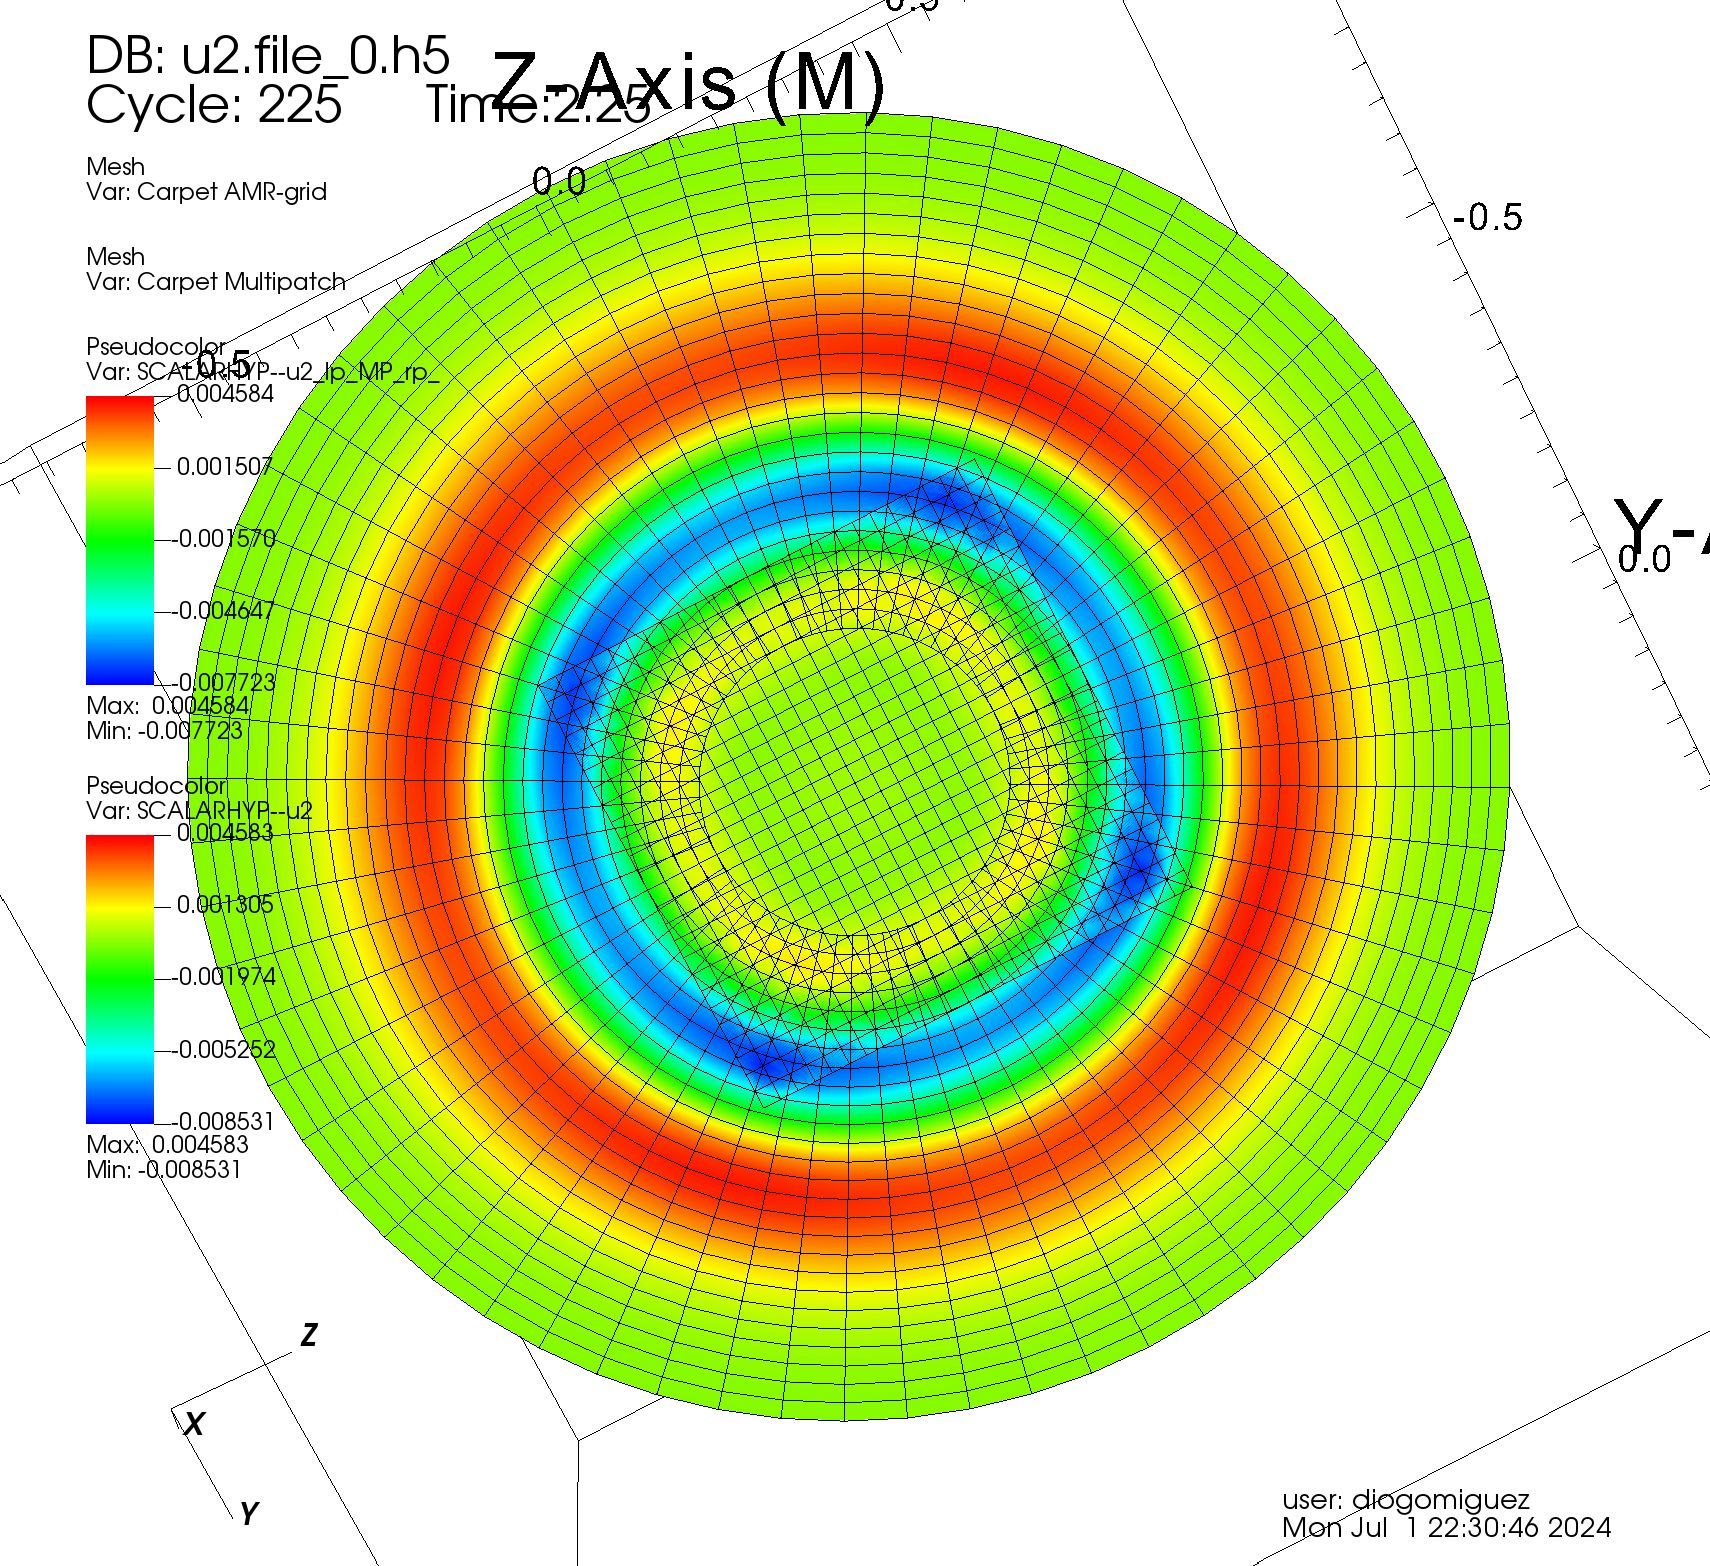 0.5
DB: u2.file_0.h5
Z-Axis (M)
Cycle: 225 Time:2.25
Mesh
Var: Carpet AMR-grid
0.0
-0.5
Mesh
Var: Carpet Multipatch
Pseudocolor
-0.5
Var: SCALARHYP--u2_lp_MP_rp_
0.004584
0.001507
-0.001570
-0.004647
-0.007723
Max: 0.004584
Min: -0.007723
Y-A
0.0
Pseudocolor
Var: SCALARHYP--u2
0.004583
0.001305
-0.001974
-0.005252
-0.008531
Max: 0.004583
Min: -0.008531
Z
X
Y
user: diogomiguez
Mon Jul 1 22:30:46 2024